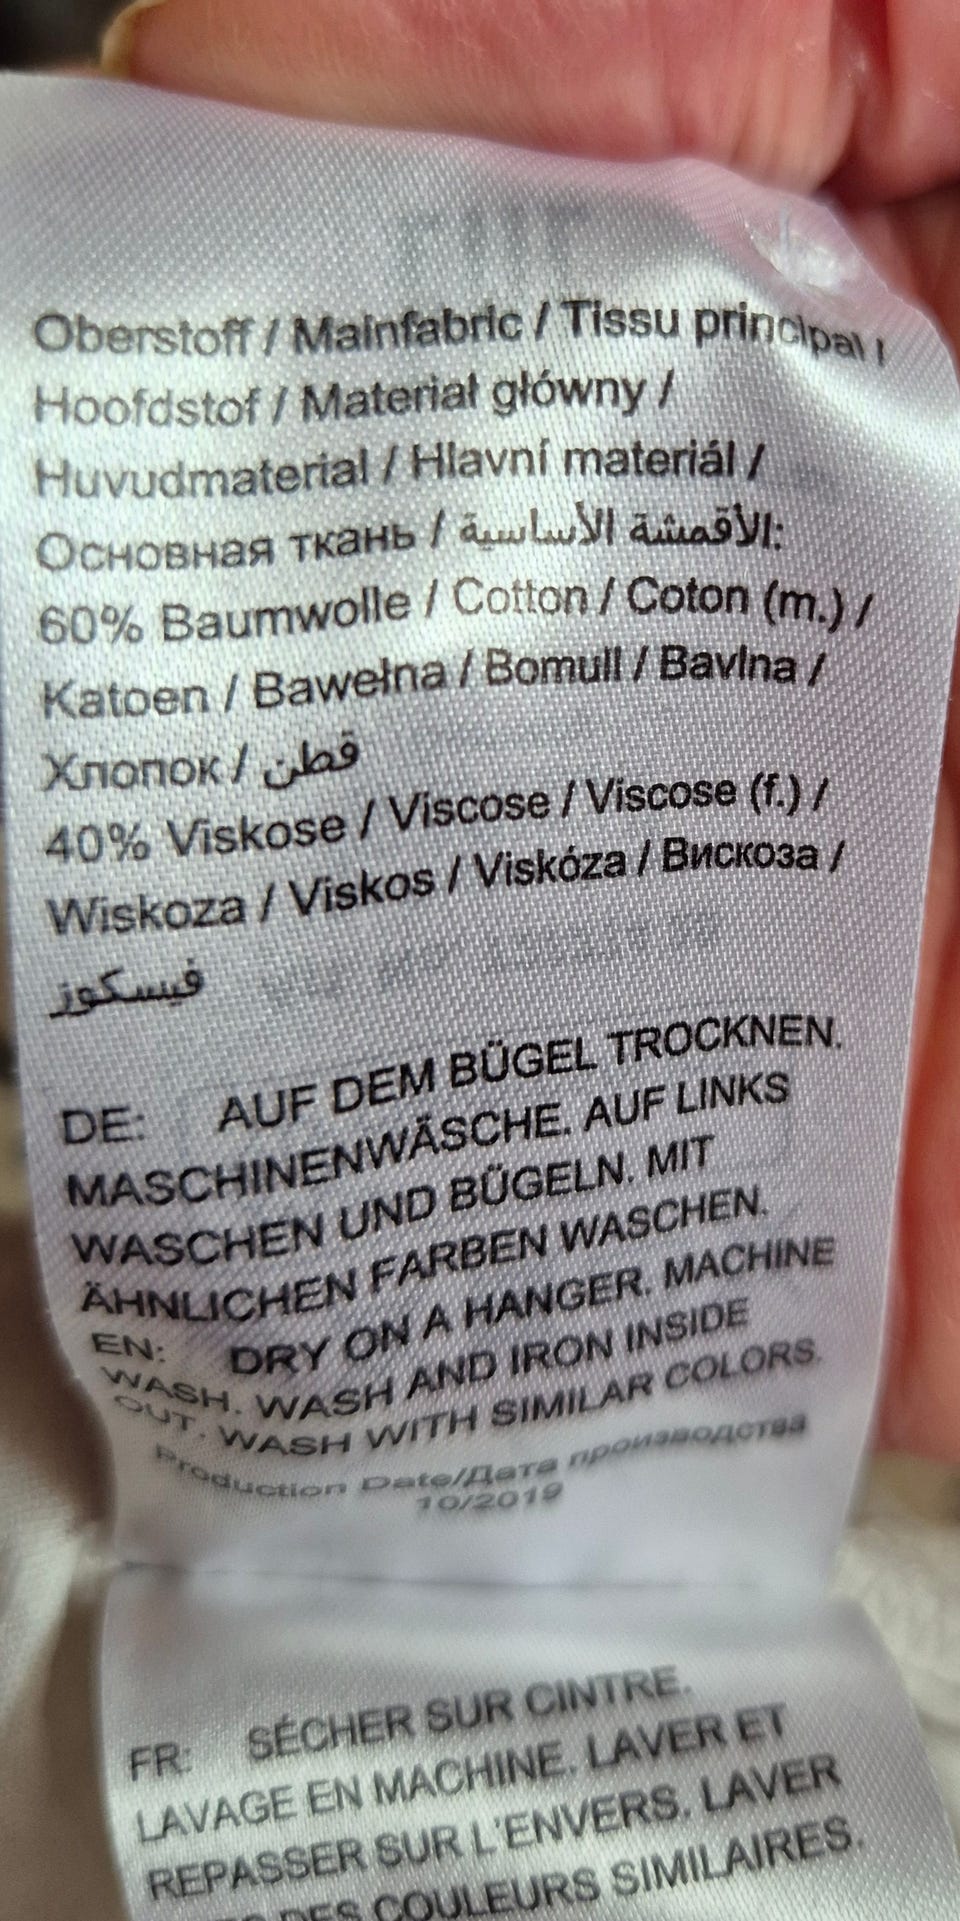 Oberstoff / Mainfabric / Tissu principal /
Hoofdstof / Materiał główny /
Huvudmaterial / Hlavní materiál /
Основная ткань / الأقمشة الأساسية:
60% Baumwolle / Cotton / Coton (m.) /
Katoen / Bawełna / Bomull / Bavlna /
Хлопок / قطن
40% Viskose / Viscose / Viscose (f.) /
Wiskoza / Viskos / Viskóza / Вискоза /
فيسكوز
DE: AUF DEM BÜGEL TROCKNEN.
MASCHINENWÄSCHE. AUF LINKS
WASCHEN UND BÜGELN. MIT
ÄHNLICHEN FARBEN WASCHEN.
EN: DRY ON A HANGER. MACHINE
WASH. WASH AND IRON INSIDE
OUT. WASH WITH SIMILAR COLORS.
Production Date/Дата производства
10/2019
FR: SÉCHER SUR CINTRE.
LAVAGE EN MACHINE. LAVER ET
REPASSER SUR L'ENVERS. LAVER
DES COULEURS SIMILAIRES.